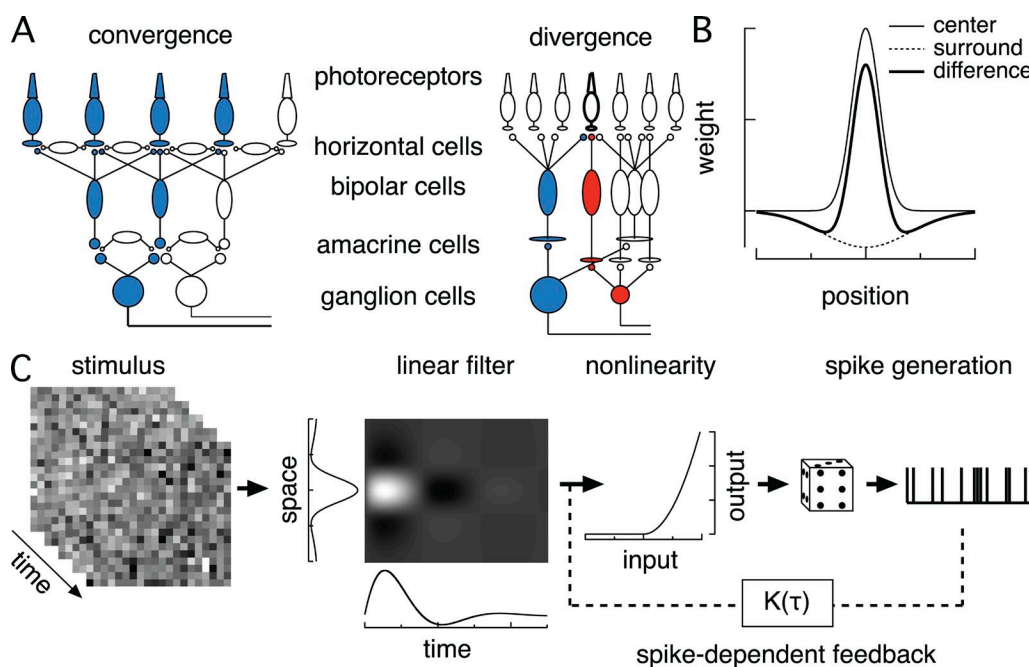 A
convergence
divergence
photoreceptors
horizontal cells
bipolar cells
amacrine cells
ganglion cells
B
center
surround
difference
weight
position
C
stimulus
linear filter
nonlinearity
spike generation
time
space
time
output
input
K(τ)
spike-dependent feedback